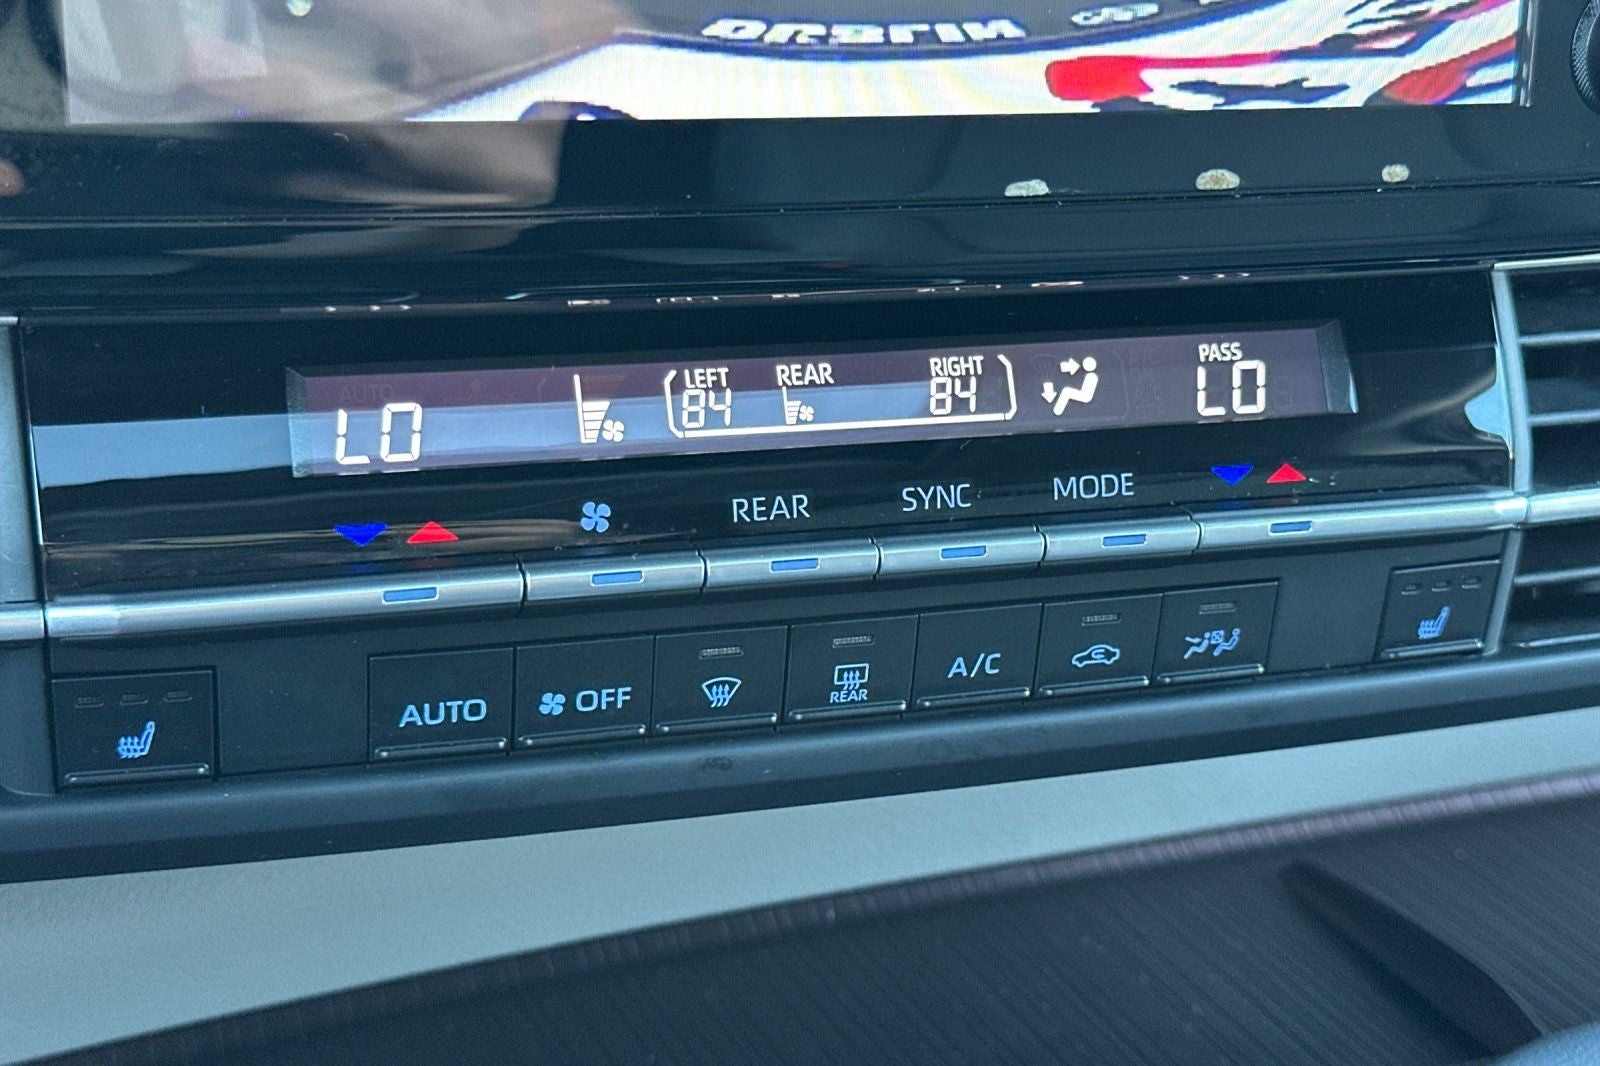 LEFT REAR RIGHT PASS
LO 84 84 LO
REAR SYNC MODE
AUTO OFF REAR A/C